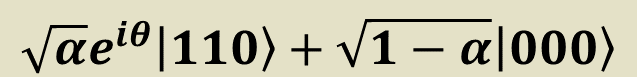 √αe^{iθ}|110⟩ + √(1 − α)|000⟩